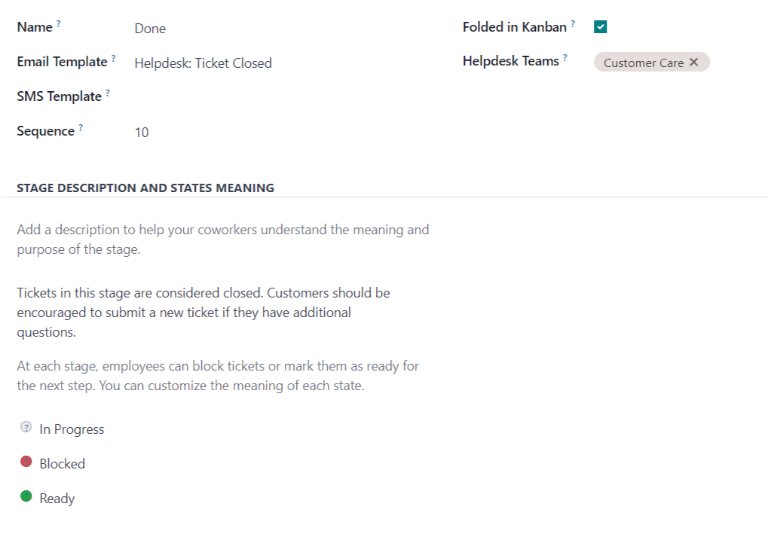 Name ? Done Folded in Kanban ?
Email Template ? Helpdesk: Ticket Closed Helpdesk Teams ? Customer Care ✕
SMS Template ?
Sequence ? 10
STAGE DESCRIPTION AND STATES MEANING
Add a description to help your coworkers understand the meaning and
purpose of the stage.
Tickets in this stage are considered closed. Customers should be
encouraged to submit a new ticket if they have additional
questions.
At each stage, employees can block tickets or mark them as ready for
the next step. You can customize the meaning of each state.
? In Progress
Blocked
Ready